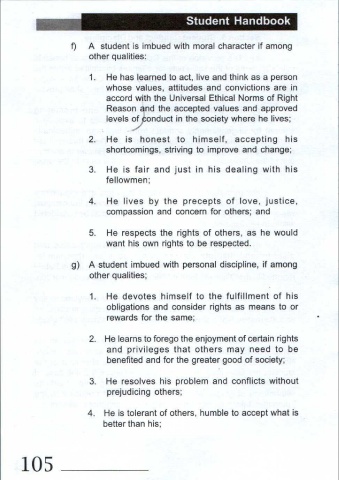 Student Handbook
f) A student is imbued with moral character if among
other qualities:
1. He has learned to act, live and think as a person
whose values, attitudes and convictions are in
accord with the Universal Ethical Norms of Right
Reason and the accepted values and approved
levels of conduct in the society where he lives;
2. He is honest to himself, accepting his
shortcomings, striving to improve and change;
3. He is fair and just in his dealing with his
fellowmen;
4. He lives by the precepts of love, justice,
compassion and concern for others; and
5. He respects the rights of others, as he would
want his own rights to be respected.
g) A student imbued with personal discipline, if among
other qualities;
1. He devotes himself to the fulfillment of his
obligations and consider rights as means to or
rewards for the same;
2. He learns to forego the enjoyment of certain rights
and privileges that others may need to be
benefited and for the greater good of society;
3. He resolves his problem and conflicts without
prejudicing others;
4. He is tolerant of others, humble to accept what is
better than his;
105